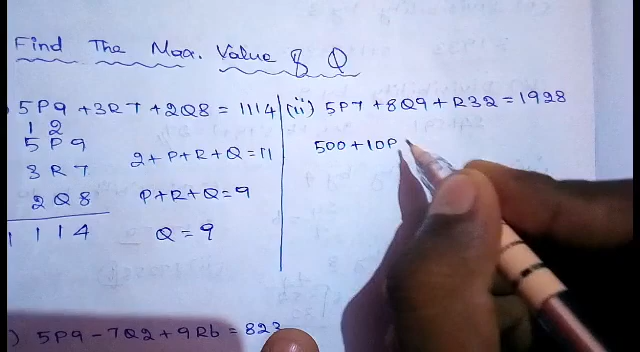 Find The Max. Value of Q
) 5P9 + 3R7 + 2Q8 = 1114
1 2
5 P 9
3 R 7
2 Q 8
1 1 1 4
2 + P + R + Q = 11
P + R + Q = 9
Q = 9
(ii) 5P7 + 8Q9 + R32 = 1928
500 + 10P
) 5P9 - 7Q2 + 9R6 = 823